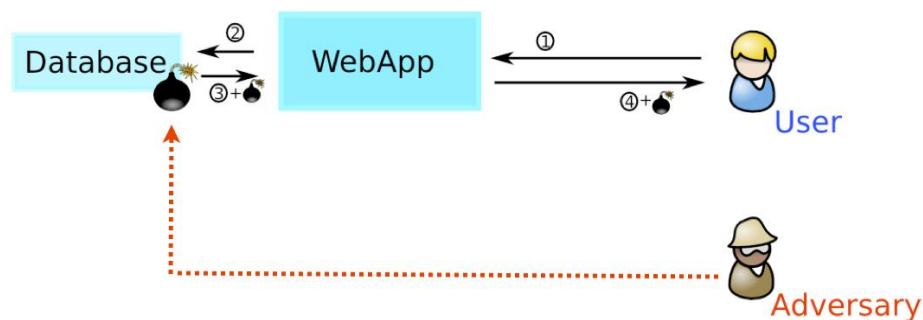 ②
①
Database
WebApp
③+
④+
User
Adversary